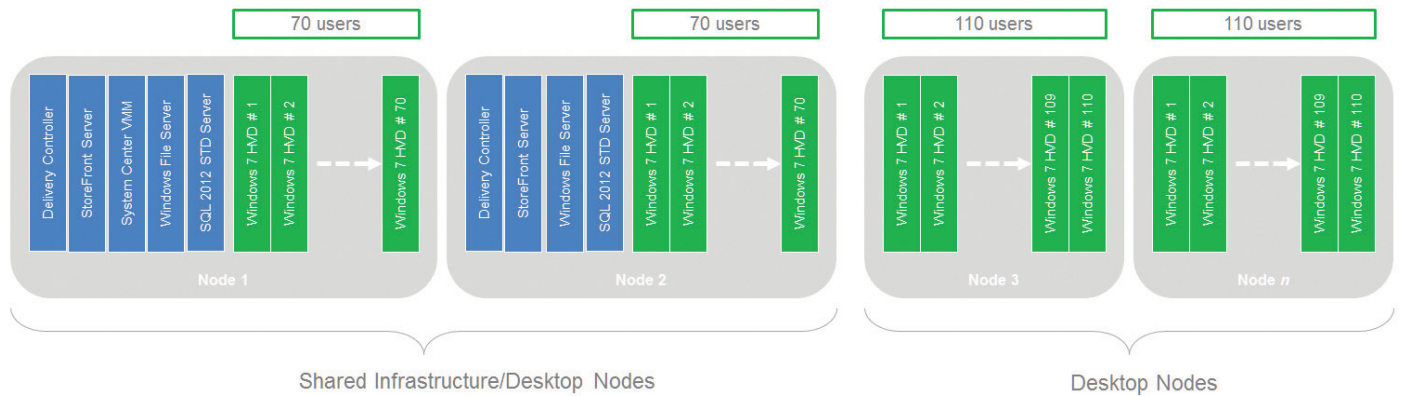 70 users
70 users
110 users
110 users
Delivery Controller
StoreFront Server
System Center VMM
Windows File Server
SQL 2012 STD Server
Windows 7 HVD # 1
Windows 7 HVD # 2
Windows 7 HVD # 70
Node 1
Delivery Controller
StoreFront Server
Windows File Server
SQL 2012 STD Server
Windows 7 HVD # 1
Windows 7 HVD # 2
Windows 7 HVD # 70
Node 2
Windows 7 HVD # 1
Windows 7 HVD # 2
Windows 7 HVD # 109
Windows 7 HVD # 110
Node 3
Windows 7 HVD # 1
Windows 7 HVD # 2
Windows 7 HVD # 109
Windows 7 HVD # 110
Node n
Shared Infrastructure/Desktop Nodes
Desktop Nodes